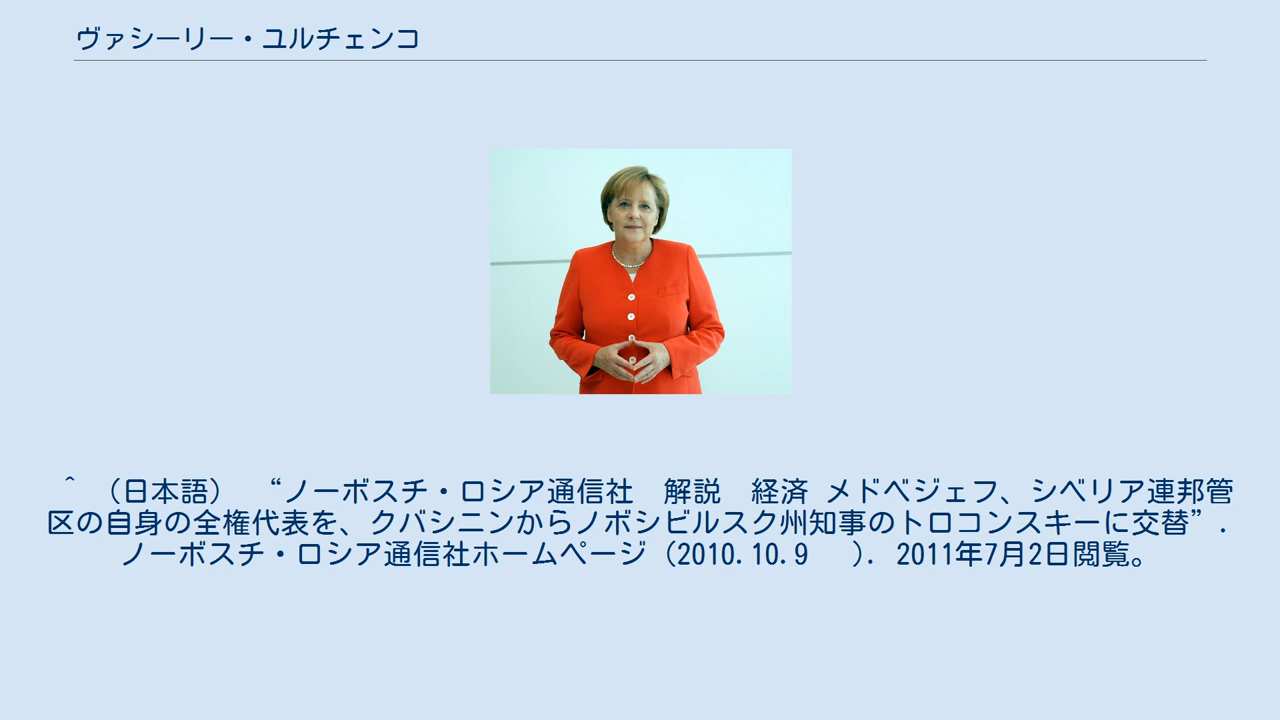 ヴァシーリー・ユルチェンコ
^ （日本語） “ノーボスチ・ロシア通信社　解説　経済 メドベジェフ、シベリア連邦管
区の自身の全権代表を、クバシニンからノボシビルスク州知事のトロコンスキーに交替”.
ノーボスチ・ロシア通信社ホームページ (2010.10.9　 ). 2011年7月2日閲覧。